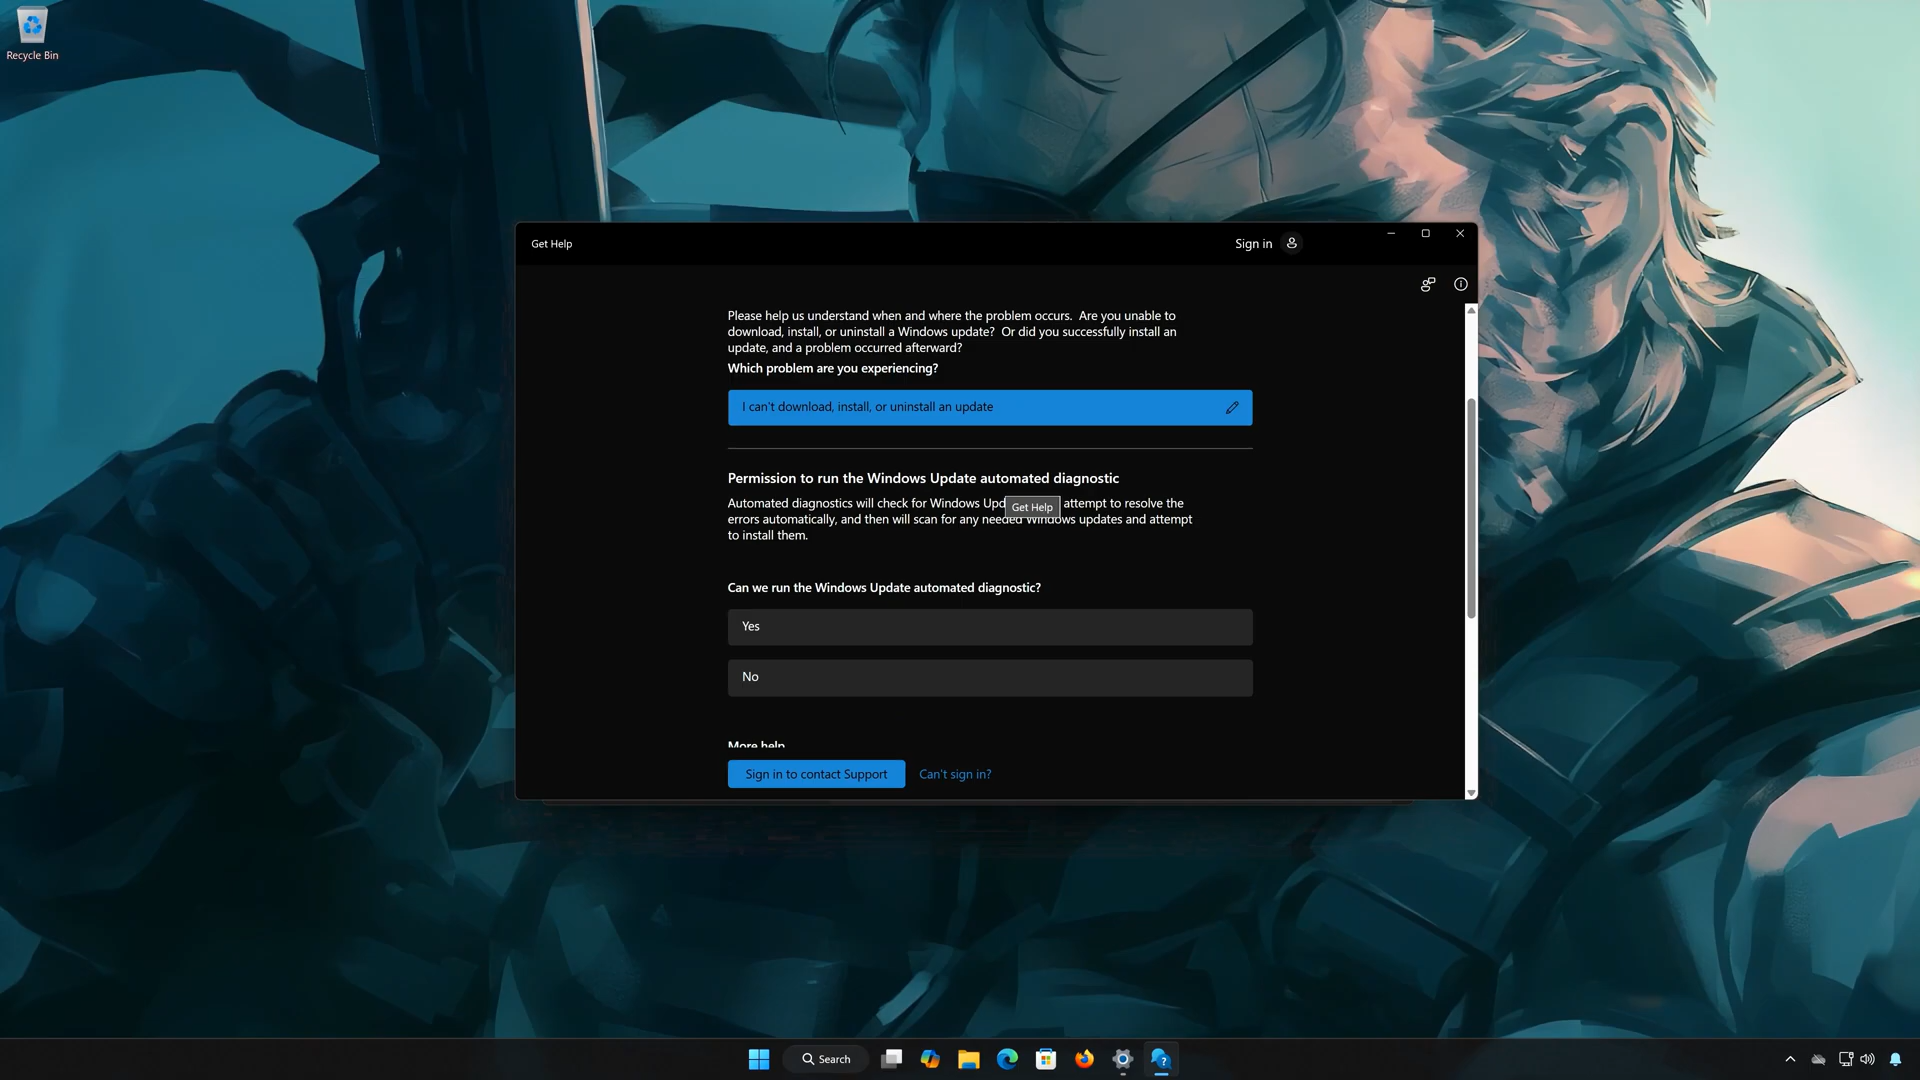 Recycle Bin
Get Help
Sign in
Please help us understand when and where the problem occurs.  Are you unable to
download, install, or uninstall a Windows update?  Or did you successfully install an
update, and a problem occurred afterward?
Which problem are you experiencing?
I can't download, install, or uninstall an update
Permission to run the Windows Update automated diagnostic
Automated diagnostics will check for Windows Upd
Get Help
attempt to resolve the
errors automatically, and then will scan for any needed Windows updates and attempt
to install them.
Can we run the Windows Update automated diagnostic?
Yes
No
More help
Sign in to contact Support
Can't sign in?
Search